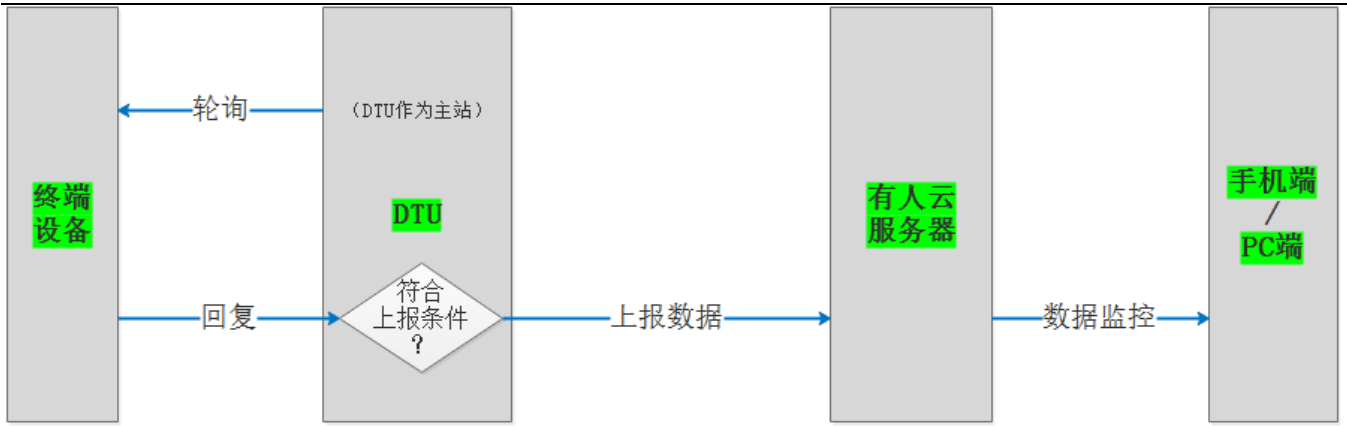 轮询
（DTU作为主站）
终端
设备
DTU
有人云
服务器
手机端
/
PC端
回复
符合
上报条件
?
上报数据
数据监控